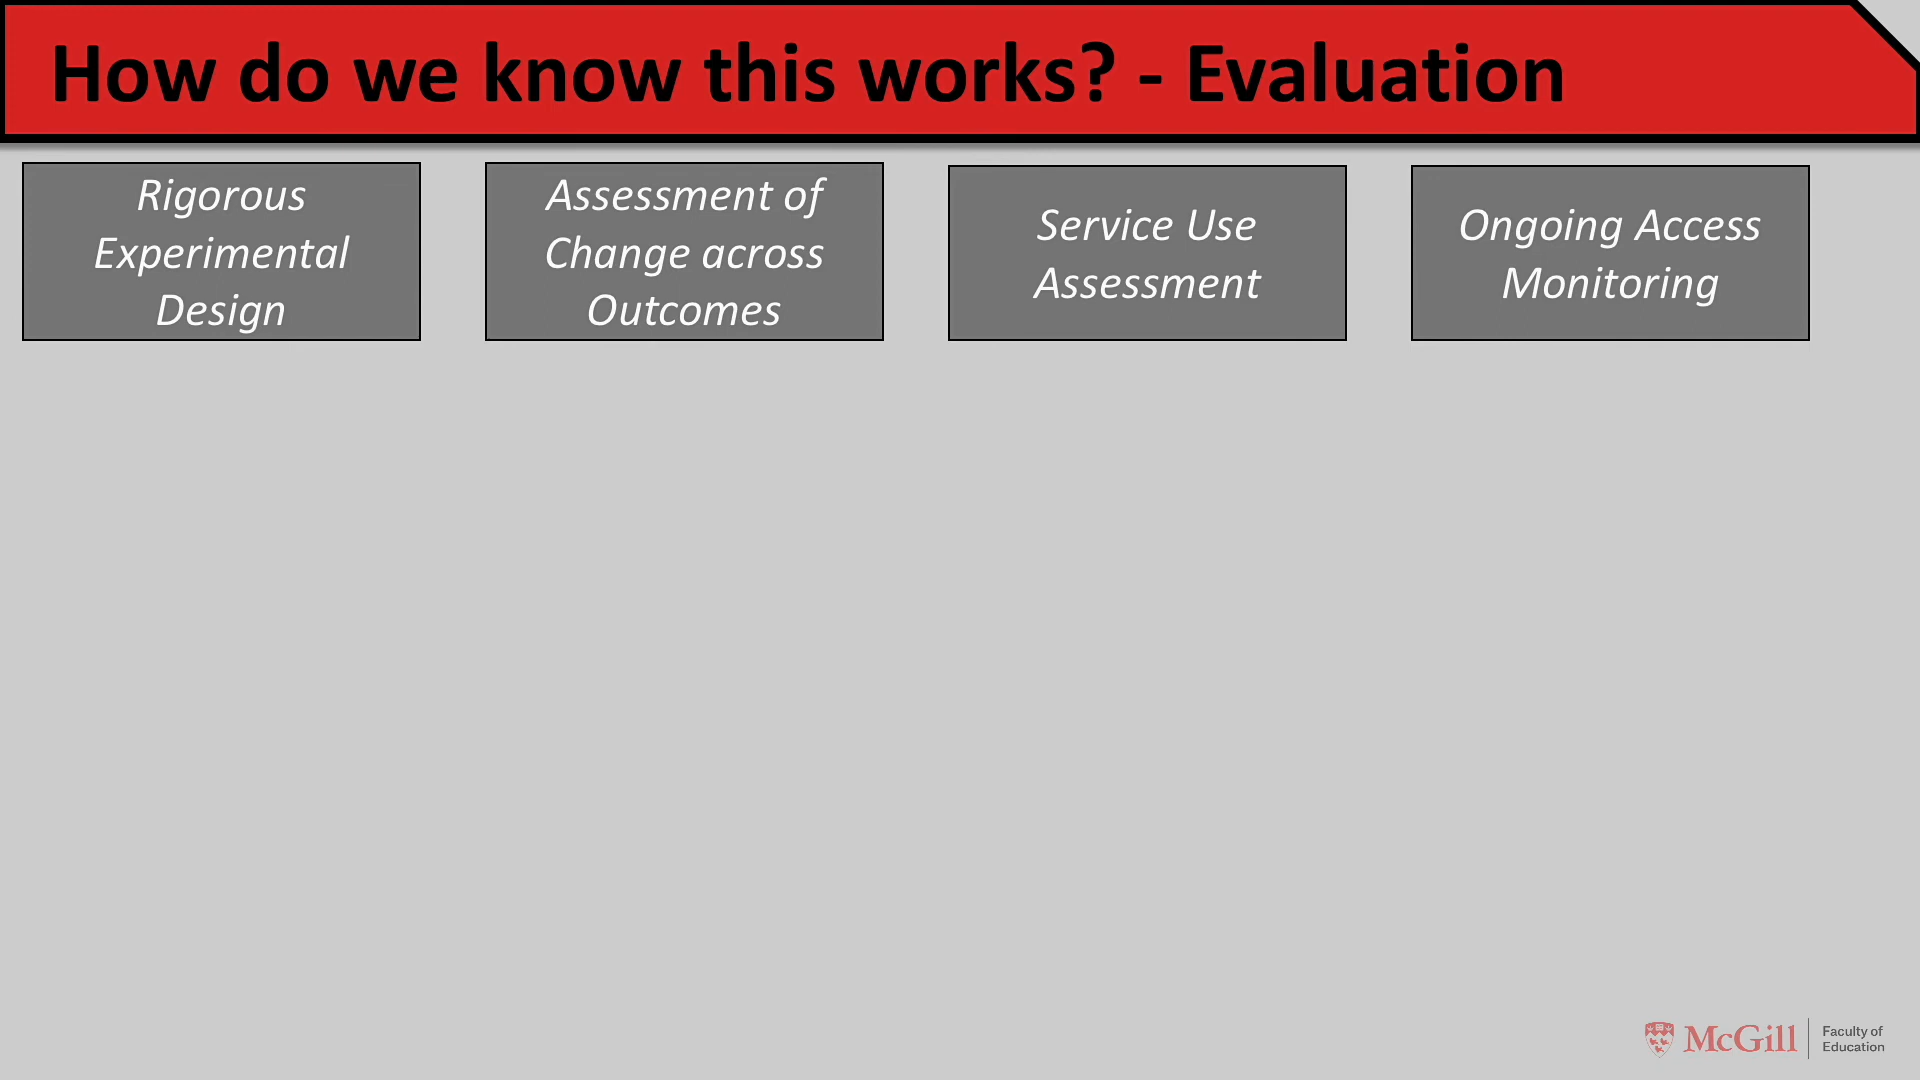 How do we know this works? - Evaluation
Rigorous
Experimental
Design
Assessment of
Change across
Outcomes
Service Use
Assessment
Ongoing Access
Monitoring
McGill
Faculty of
Education